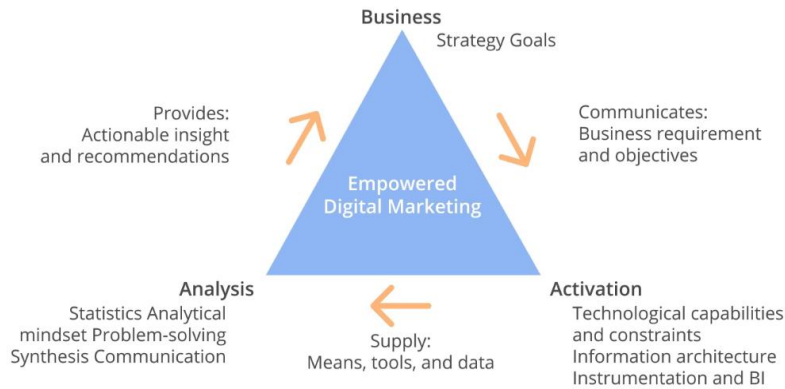 Business
Strategy Goals
Provides:
Actionable insight
and recommendations
Communicates:
Business requirement
and objectives
Empowered
Digital Marketing
Analysis
Statistics Analytical
mindset Problem-solving
Synthesis Communication
Supply:
Means, tools, and data
Activation
Technological capabilities
and constraints
Information architecture
Instrumentation and BI